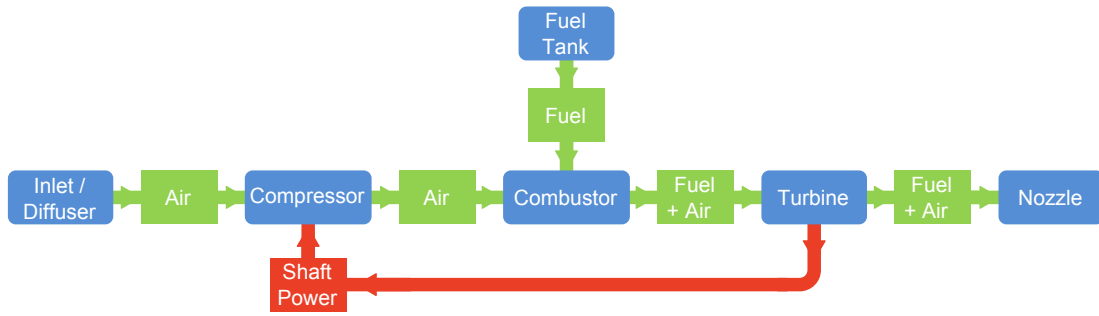 Fuel
Tank
Fuel
Inlet /
Diffuser
Air
Compressor
Air
Combustor
Fuel
+ Air
Turbine
Fuel
+ Air
Nozzle
Shaft
Power